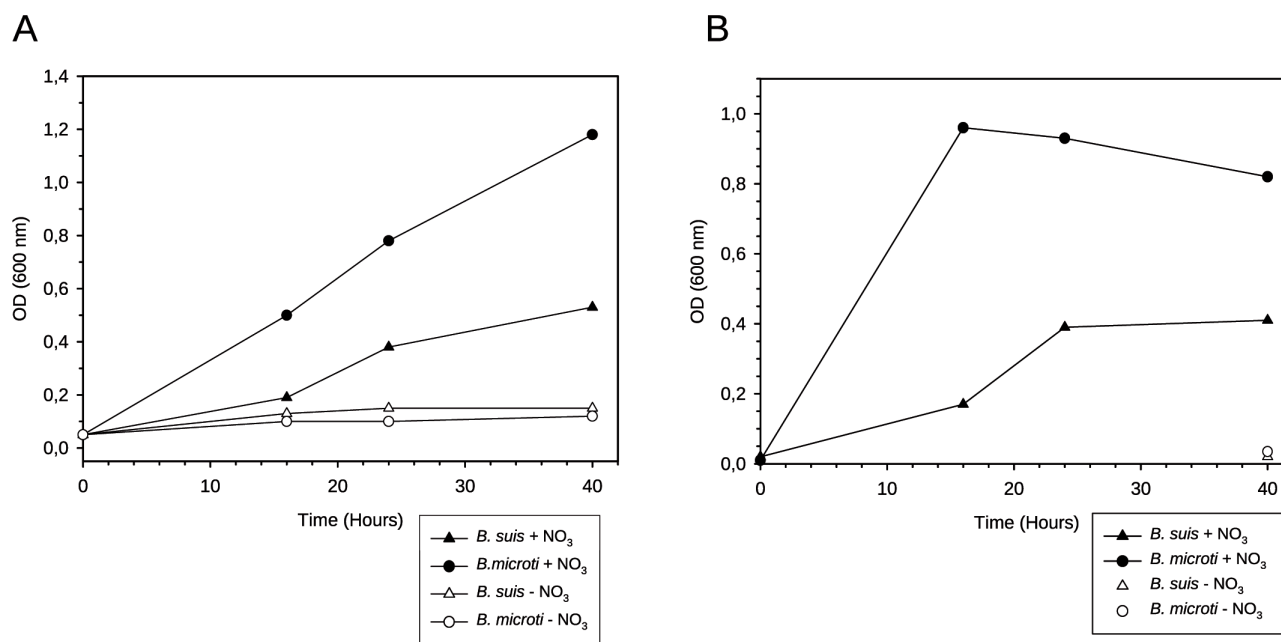 A
1,4
1,2
1,0
0,8
0,6
0,4
0,2
0,0
OD (600 nm)
0 10 20 30 40
Time (Hours)
B. suis + NO3
B.microti + NO3
B. suis - NO3
B. microti - NO3
B
1,0
0,8
0,6
0,4
0,2
0,0
OD (600 nm)
0 10 20 30 40
Time (Hours)
B. suis + NO3
B. microti + NO3
B. suis - NO3
B. microti - NO3